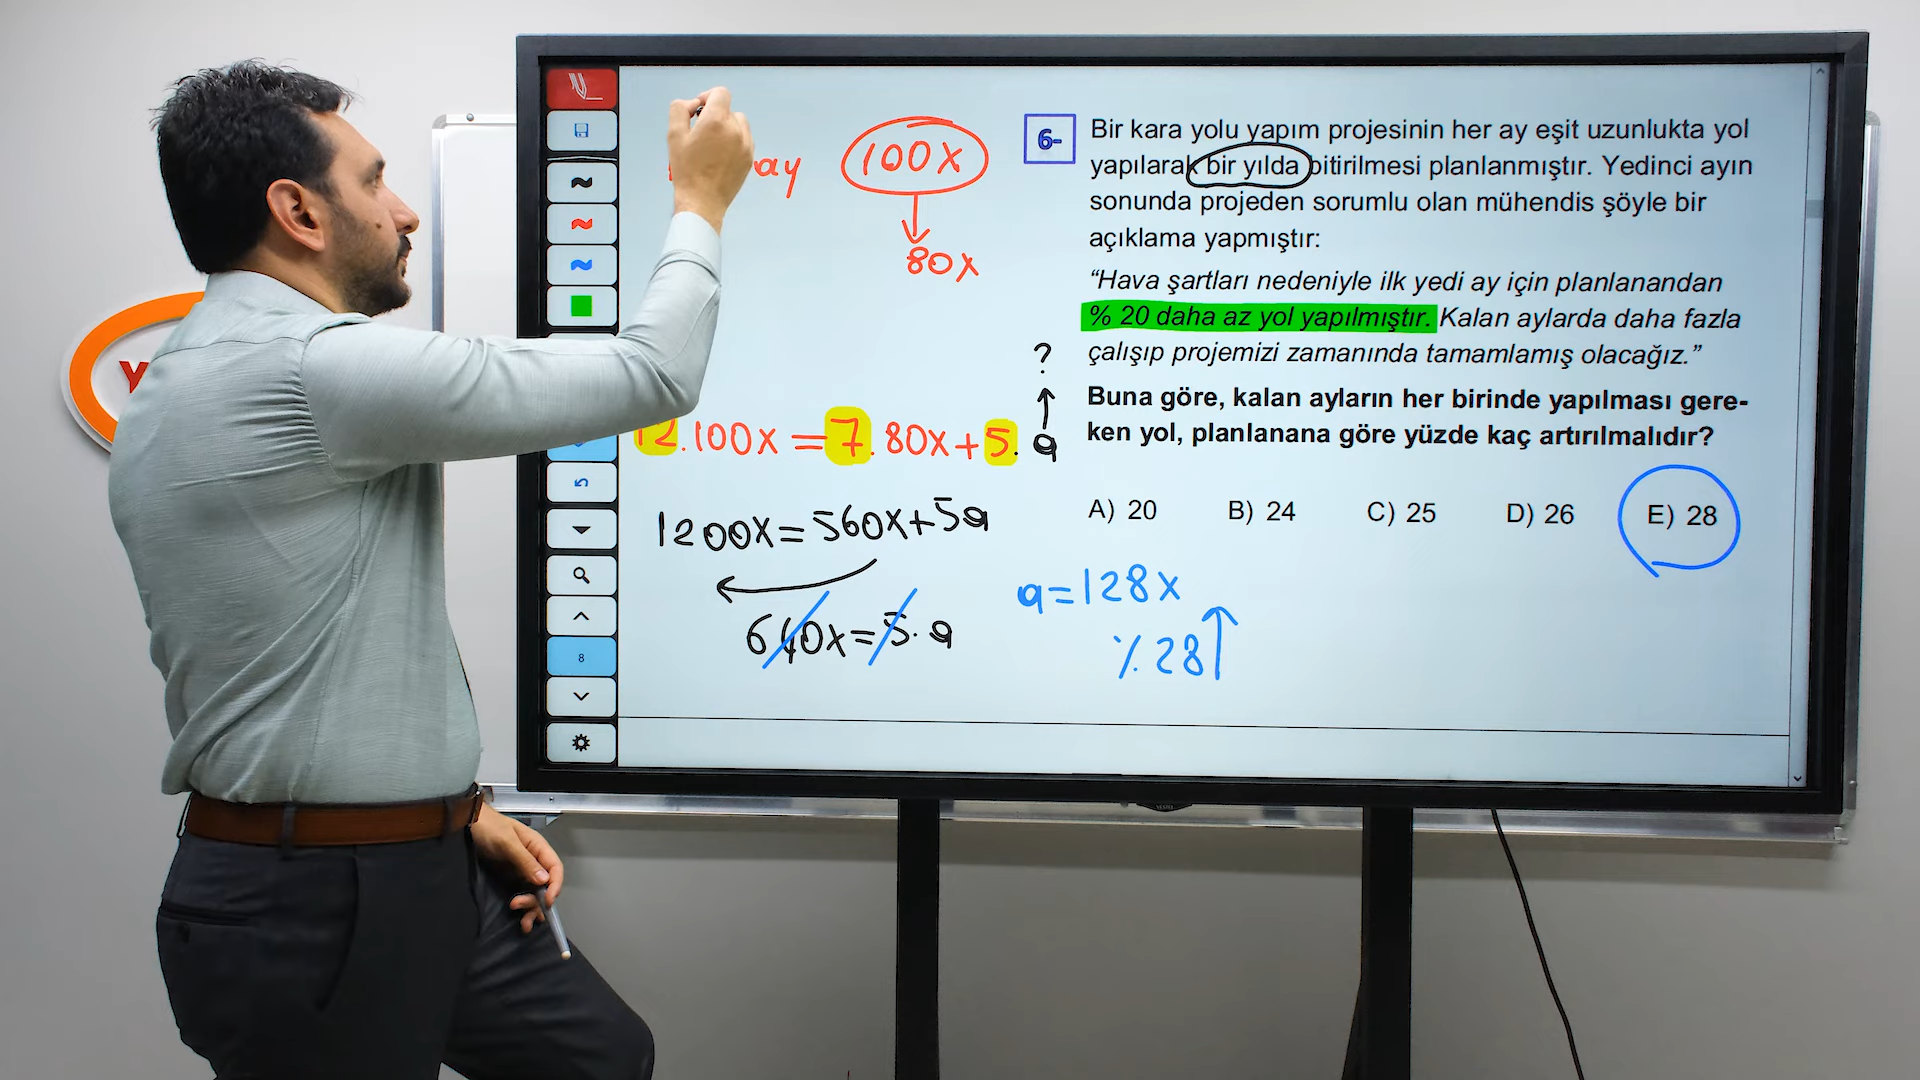 ay 100x
80x
6- Bir kara yolu yapım projesinin her ay eşit uzunlukta yol
yapılarak bir yılda bitirilmesi planlanmıştır. Yedinci ayın
sonunda projeden sorumlu olan mühendis şöyle bir
açıklama yapmıştır:
“Hava şartları nedeniyle ilk yedi ay için planlanandan
% 20 daha az yol yapılmıştır. Kalan aylarda daha fazla
çalışıp projemizi zamanında tamamlamış olacağız.”
Buna göre, kalan ayların her birinde yapılması gere-
ken yol, planlanana göre yüzde kaç artırılmalıdır?
A) 20 B) 24 C) 25 D) 26 E) 28
?
12.100x = 7.80x + 5.a
1200x = 560x + 5a
640x = 5.a
a = 128x
% 28
8